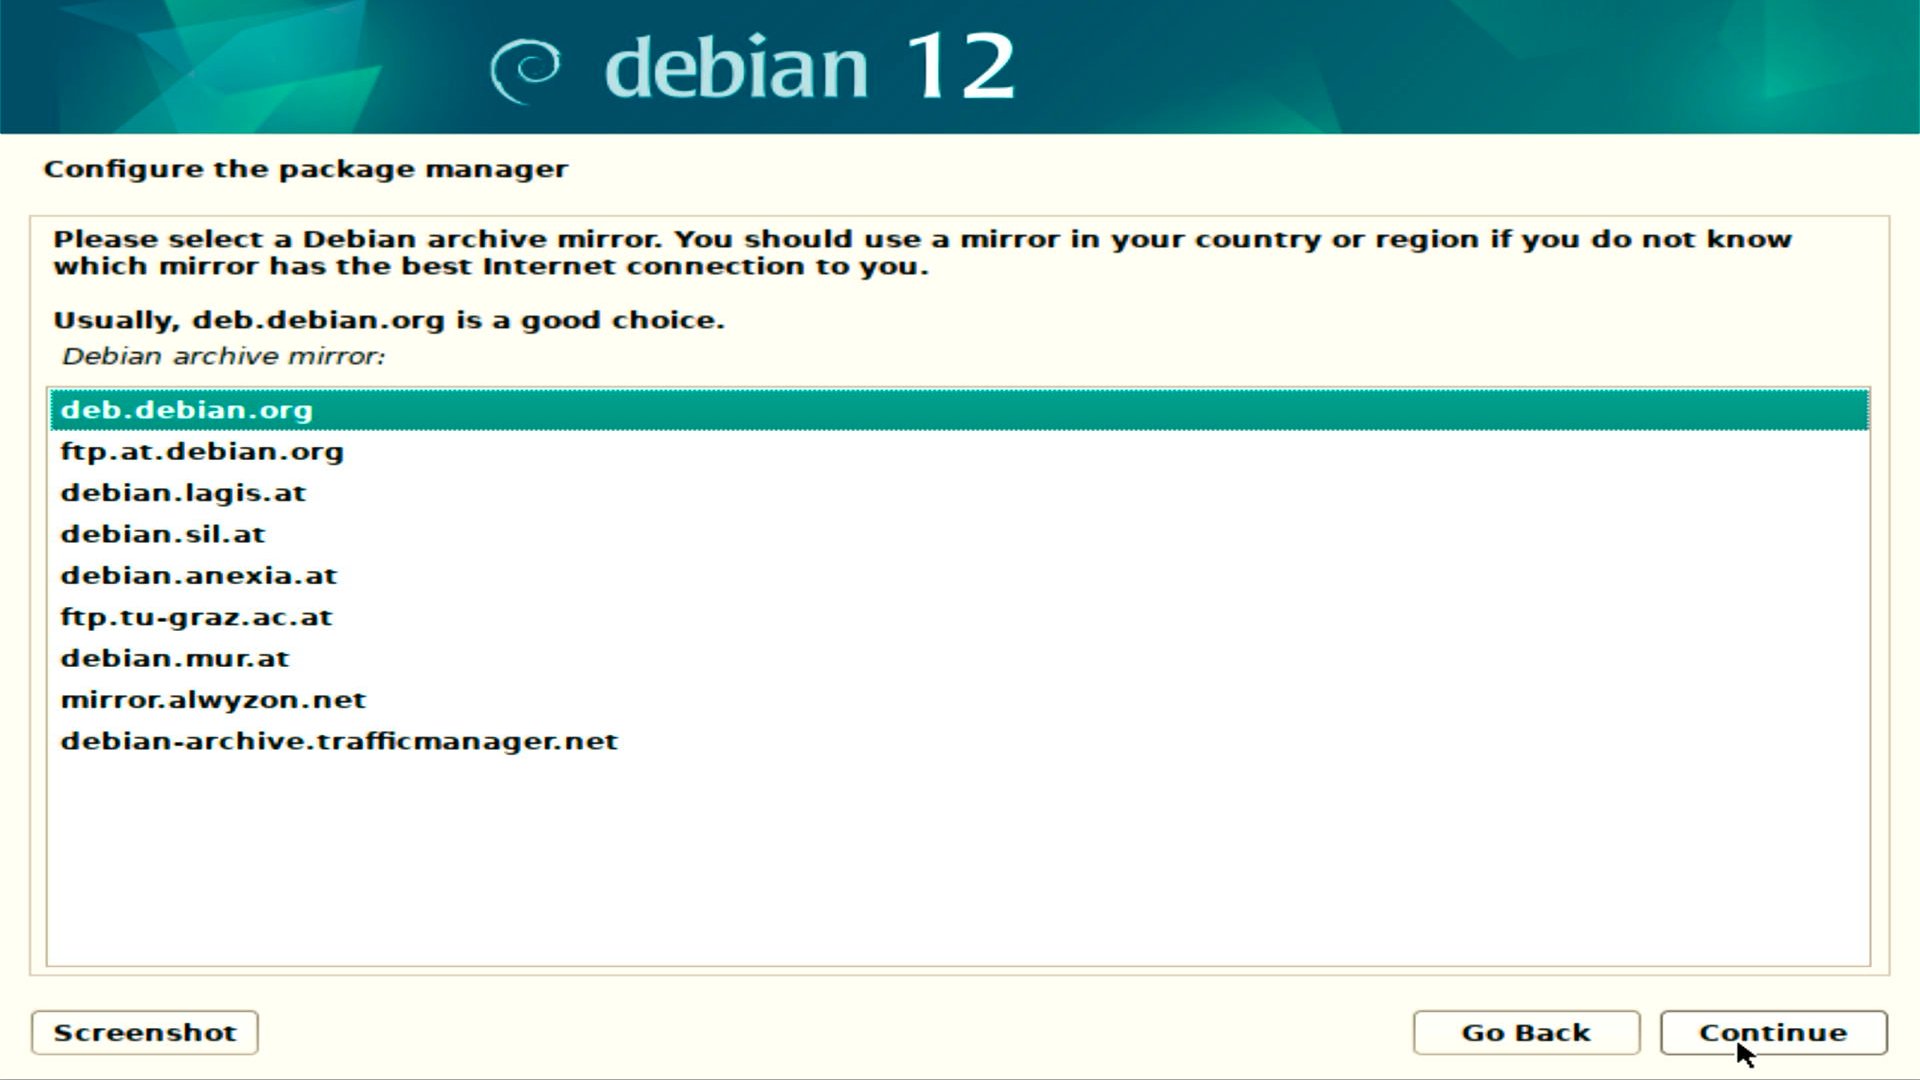 debian 12
Configure the package manager
Please select a Debian archive mirror. You should use a mirror in your country or region if you do not know
which mirror has the best Internet connection to you.
Usually, deb.debian.org is a good choice.
Debian archive mirror:
deb.debian.org
ftp.at.debian.org
debian.lagis.at
debian.sil.at
debian.anexia.at
ftp.tu-graz.ac.at
debian.mur.at
mirror.alwyzon.net
debian-archive.trafficmanager.net
Screenshot
Go Back
Continue